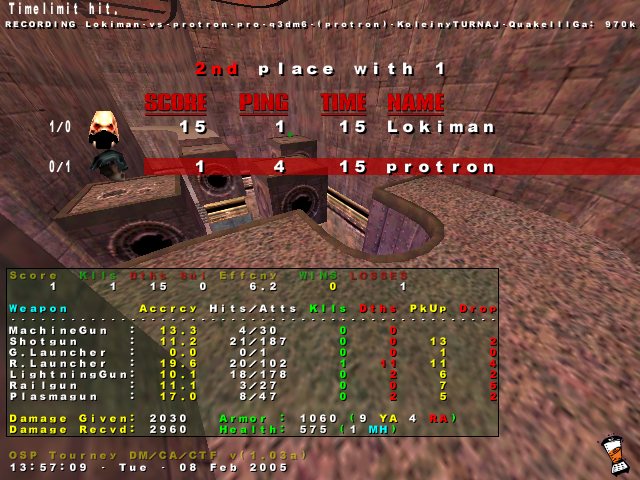 Timelimit hit.
RECORDING Lokiman-vs-protron-pro-q3dm6-(protron)-KolejnyTURNAJ-QuakeIIIGa: 970k
2nd place with 1
SCORE PING TIME NAME
1/0 15 1 15 Lokiman
0/1 1 4 15 protron
Score Klls Dths Sui Effcny WINS LOSSES
1 1 15 0 6.2 0 1
Weapon Accrcy Hits/Atts Klls Dths PkUp Drop
MachineGun : 13.3 4/30 0 0
Shotgun : 11.2 21/187 0 0 13 2
G.Launcher : 0.0 0/1 0 0 1 0
R.Launcher : 19.6 20/102 1 11 11 4
LightningGun: 10.1 18/178 0 2 6 2
Railgun : 11.1 3/27 0 0 7 5
Plasmagun : 17.0 8/47 0 2 5 2
Damage Given: 2030 Armor : 1060 (9 YA 4 RA)
Damage Recvd: 2960 Health: 575 (1 MH)
OSP Tourney DM/CA/CTF v(1.03a)
13:57:09 - Tue - 08 Feb 2005